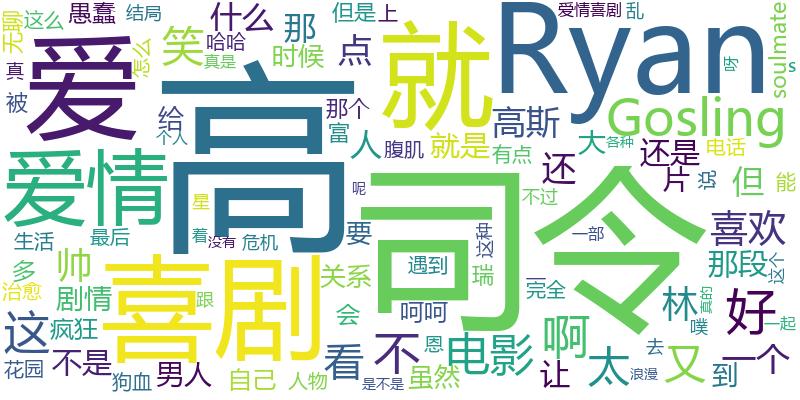 无聊 这么 愚蠢 结局 什么 那 但是 上 爱情喜剧 乱
怎么 爱 笑 哈哈 真是 时候 点 就 Ryan 呀 soulmate s
真 被 给 个人 高 那个 富 人 高斯 Gosling
腹肌 就是 有点 大 各种 还是 电话
爱情 星 呢 还 片 说 但 能
不过 司令 一部 这种 喜欢
生活 最后 着 没有 危机 要 遇到 瑞 那段 这个
多 帅 喜剧 跟 关系 完全 林 真的 好 一起
治愈 剧情 会 呵呵 啊 噗
这 疯狂 看 不 恩 电影 太 又 去 到 一个
花园 不是 狗血 男人 自己 人物 是不是 虽然 让 浪漫